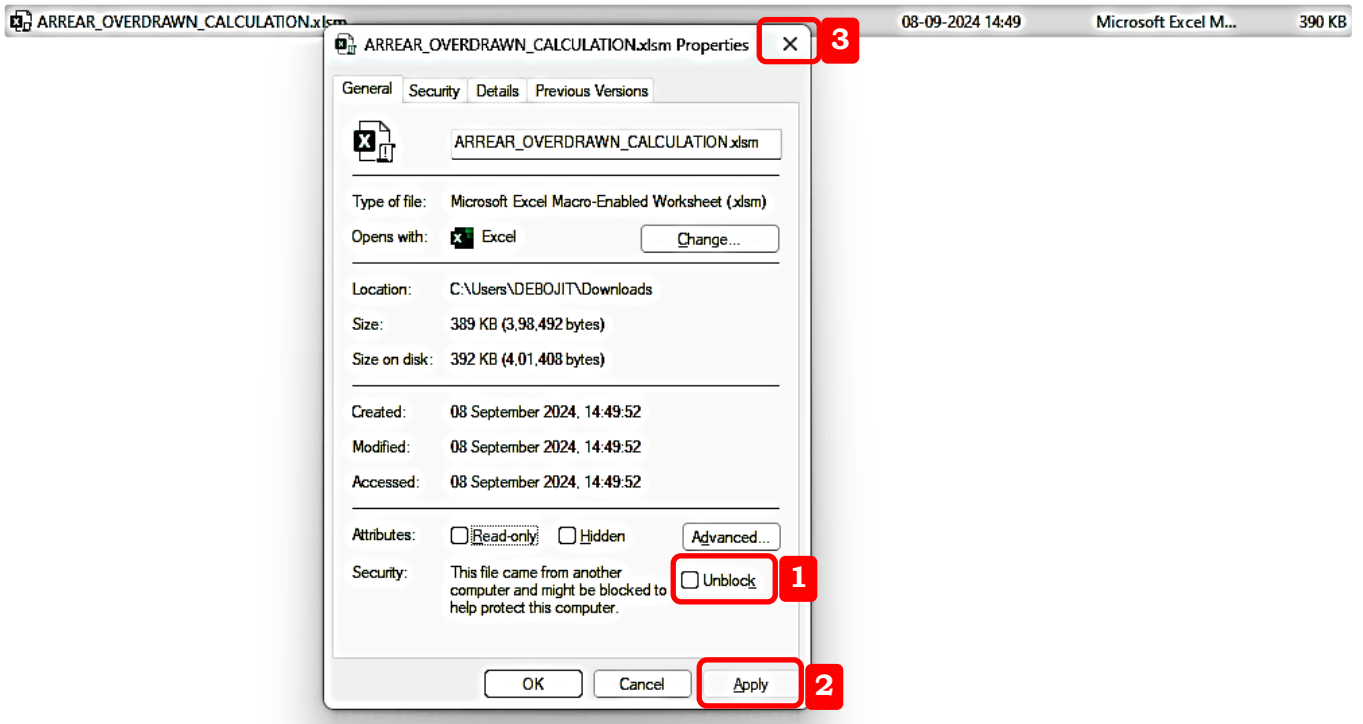 ARREAR_OVERDRAWN_CALCULATION.xlsm 08-09-2024 14:49 Microsoft Excel M... 390 KB
ARREAR_OVERDRAWN_CALCULATION.xlsm Properties 3
General Security Details Previous Versions
ARREAR_OVERDRAWN_CALCULATION.xlsm
Type of file: Microsoft Excel Macro-Enabled Worksheet (.xlsm)
Opens with: Excel Change...
Location: C:\Users\DEBOJIT\Downloads
Size: 389 KB (3,98,492 bytes)
Size on disk: 392 KB (4,01,408 bytes)
Created: 08 September 2024, 14:49:52
Modified: 08 September 2024, 14:49:52
Accessed: 08 September 2024, 14:49:52
Attributes: Read-only Hidden Advanced...
Security: This file came from another
computer and might be blocked to
help protect this computer.
Unblock 1
OK Cancel Apply 2